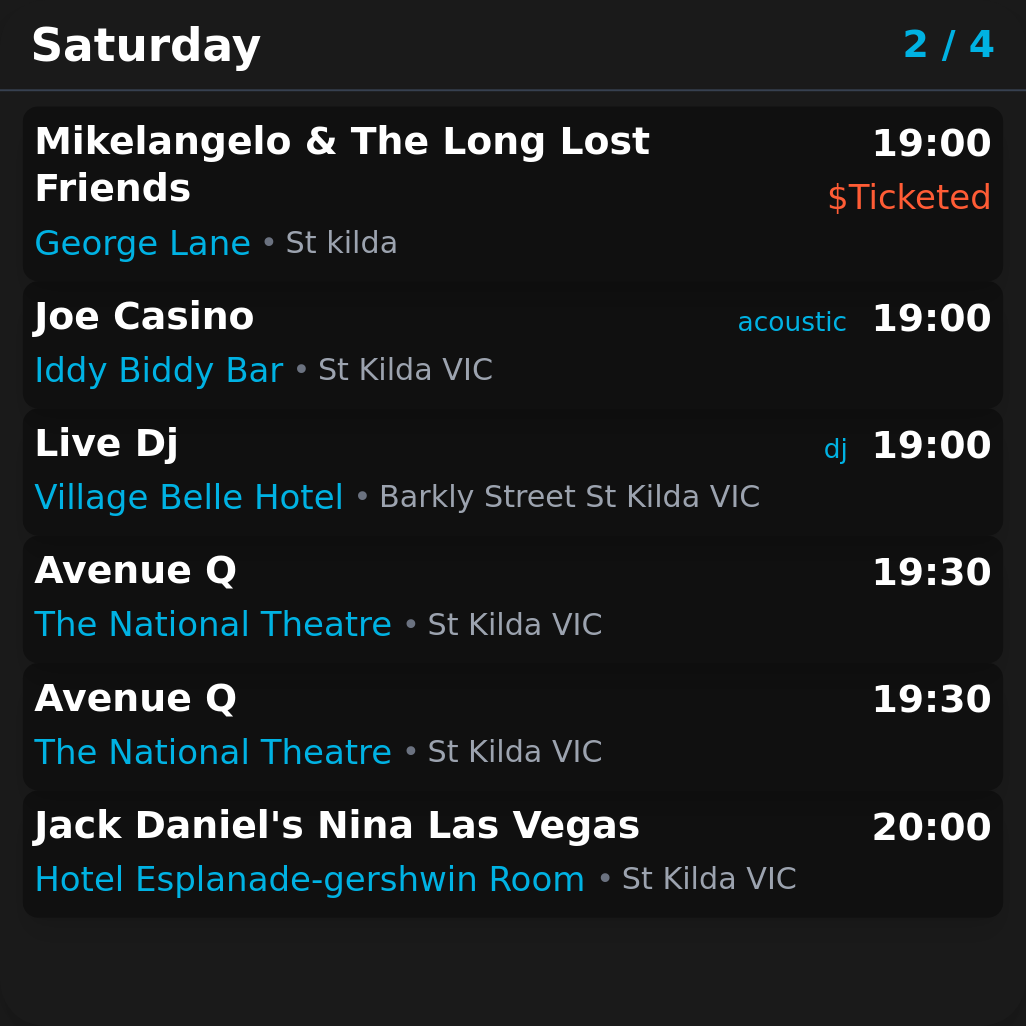 Saturday 2 / 4
Mikelangelo & The Long Lost Friends 19:00
$Ticketed
George Lane • St kilda
Joe Casino acoustic 19:00
Iddy Biddy Bar • St Kilda VIC
Live Dj dj 19:00
Village Belle Hotel • Barkly Street St Kilda VIC
Avenue Q 19:30
The National Theatre • St Kilda VIC
Avenue Q 19:30
The National Theatre • St Kilda VIC
Jack Daniel's Nina Las Vegas 20:00
Hotel Esplanade-gershwin Room • St Kilda VIC